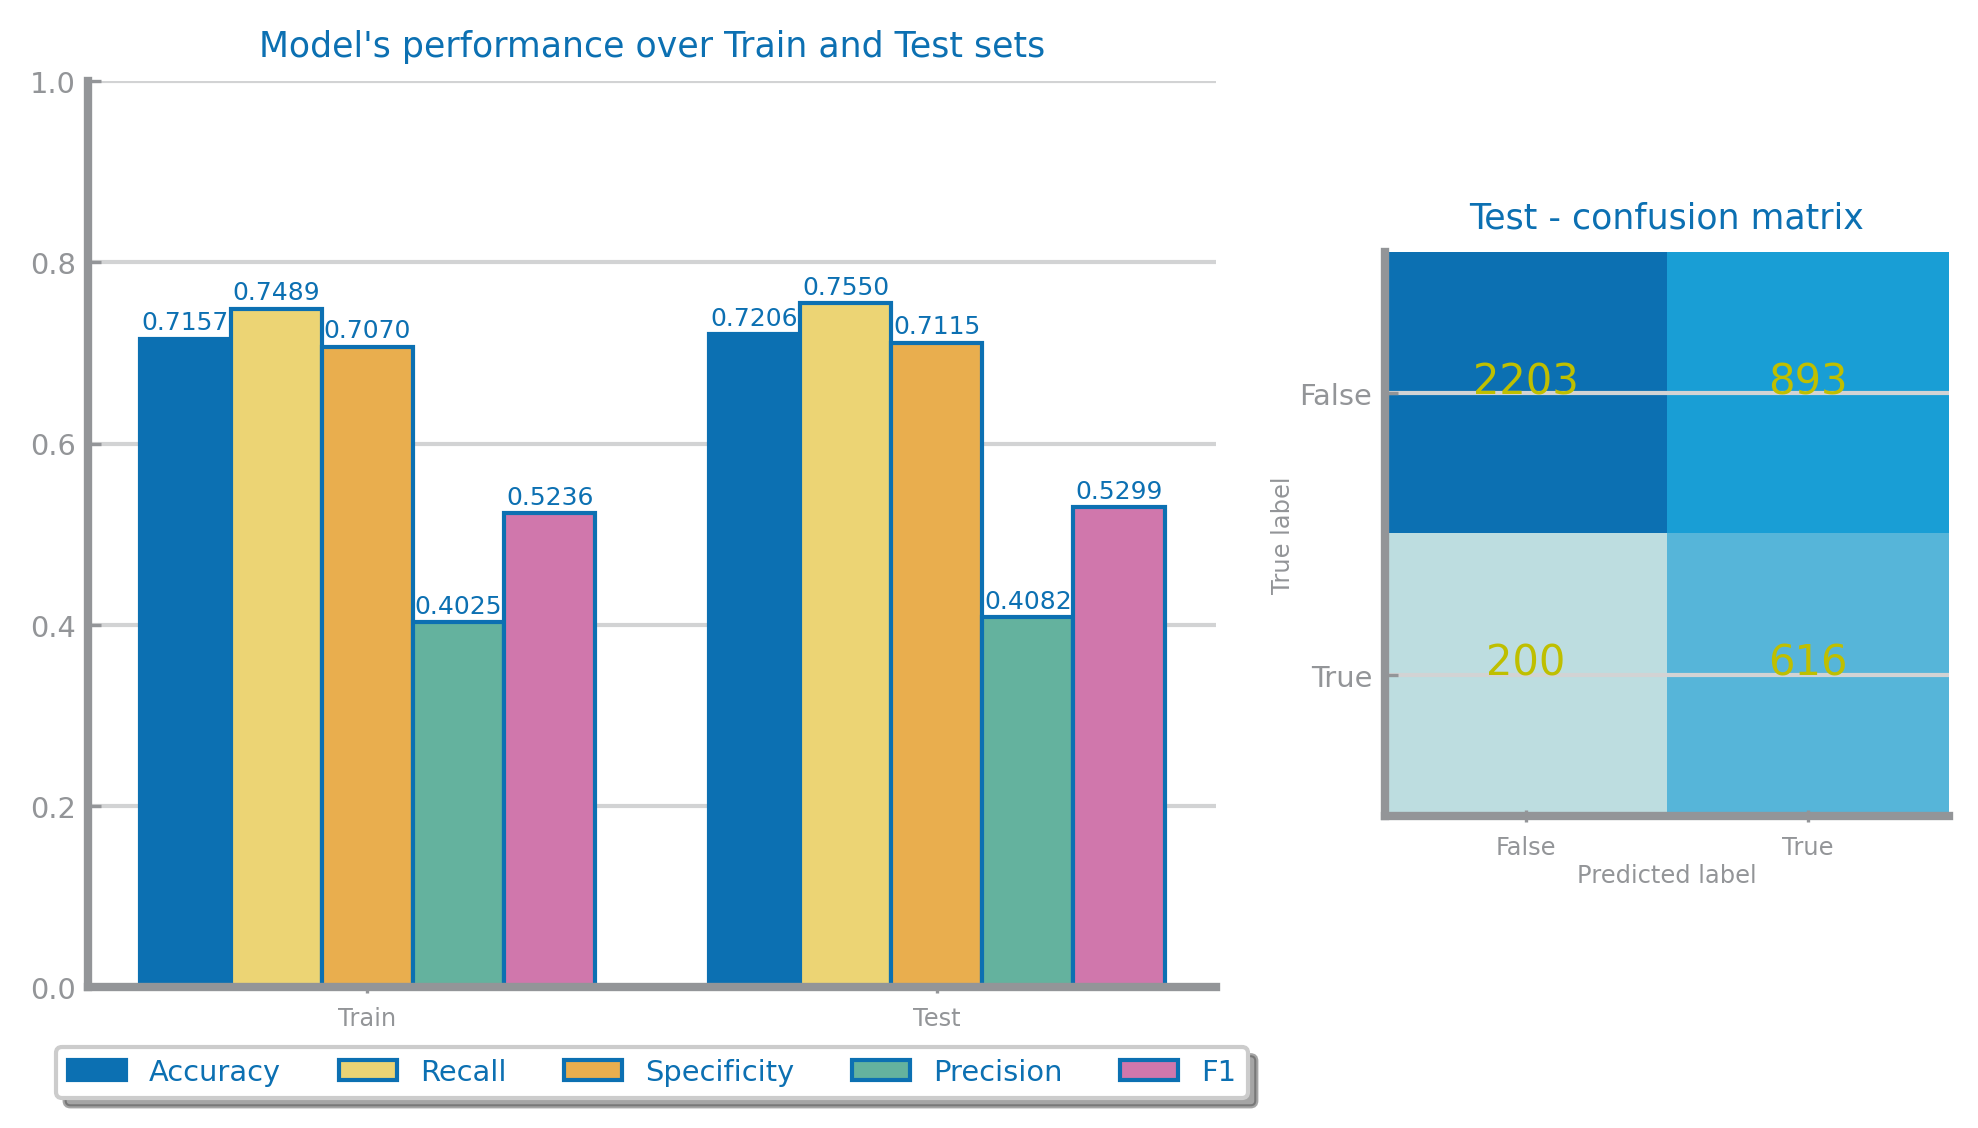 Model's performance over Train and Test sets
1.0
0.8
0.6
0.4
0.2
0.0
0.7157
0.7489
0.7070
0.4025
0.5236
0.7206
0.7550
0.7115
0.4082
0.5299
Train
Test
Accuracy Recall Specificity Precision F1
Test - confusion matrix
True label
False
True
2203 893
200 616
False True
Predicted label